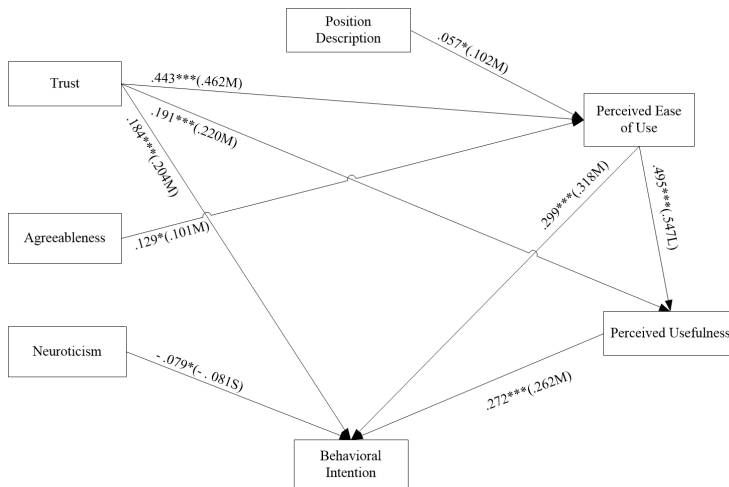 Position
Description
.057*(.102M)
Trust
.443***(.462M)
.191***(.220M)
.184***(.204M)
Perceived Ease
of Use
.299***(.318M)
.495***(.547L)
Agreeableness
.129*(.101M)
Neuroticism
- .079*(- . 081S)
Perceived Usefulness
.272***(.262M)
Behavioral
Intention